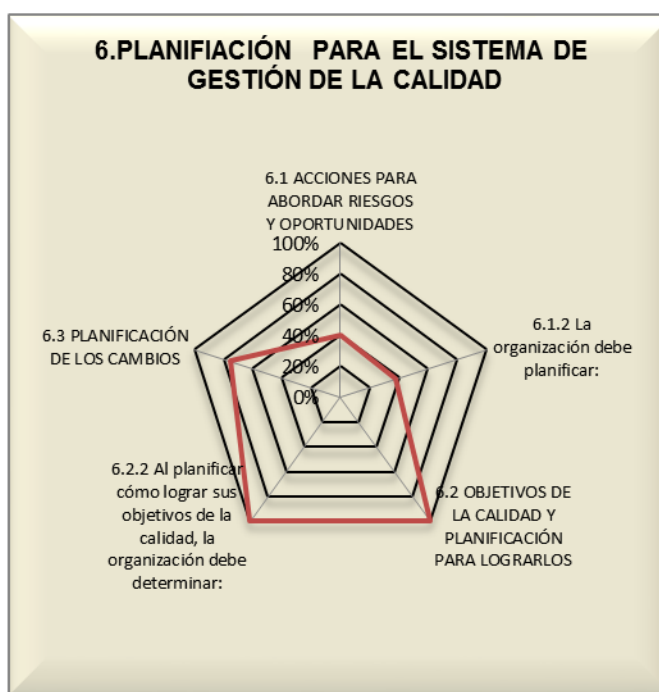 6.PLANIFIACIÓN PARA EL SISTEMA DE
GESTIÓN DE LA CALIDAD
6.1 ACCIONES PARA
ABORDAR RIESGOS
Y OPORTUNIDADES
100%
80%
60%
40%
20%
0%
6.1.2 La
organización debe
planificar:
6.2 OBJETIVOS DE
LA CALIDAD Y
PLANIFICACIÓN
PARA LOGRARLOS
6.2.2 Al planificar
cómo lograr sus
objetivos de la
calidad, la
organización debe
determinar:
6.3 PLANIFICACIÓN
DE LOS CAMBIOS